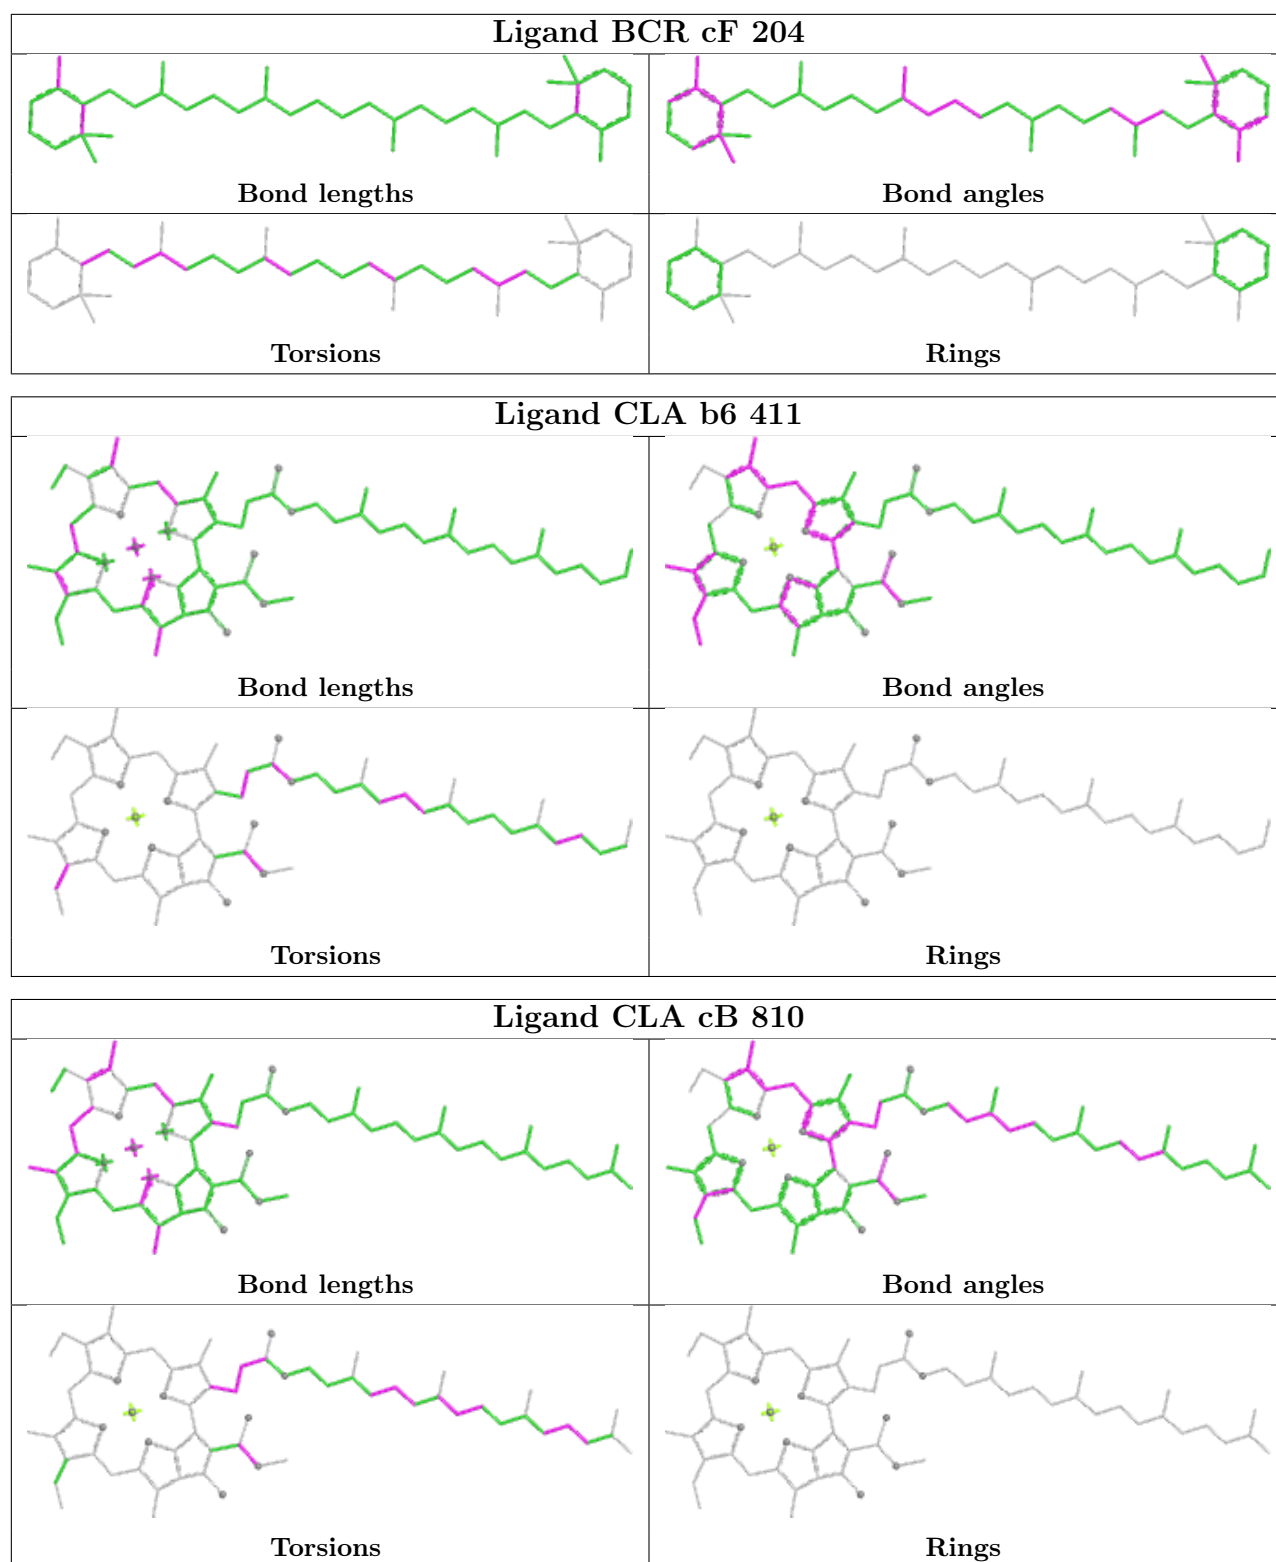 Ligand BCR cF 204
Bond lengths
Bond angles
Torsions
Rings
Ligand CLA b6 411
Bond lengths
Bond angles
Torsions
Rings
Ligand CLA cB 810
Bond lengths
Bond angles
Torsions
Rings